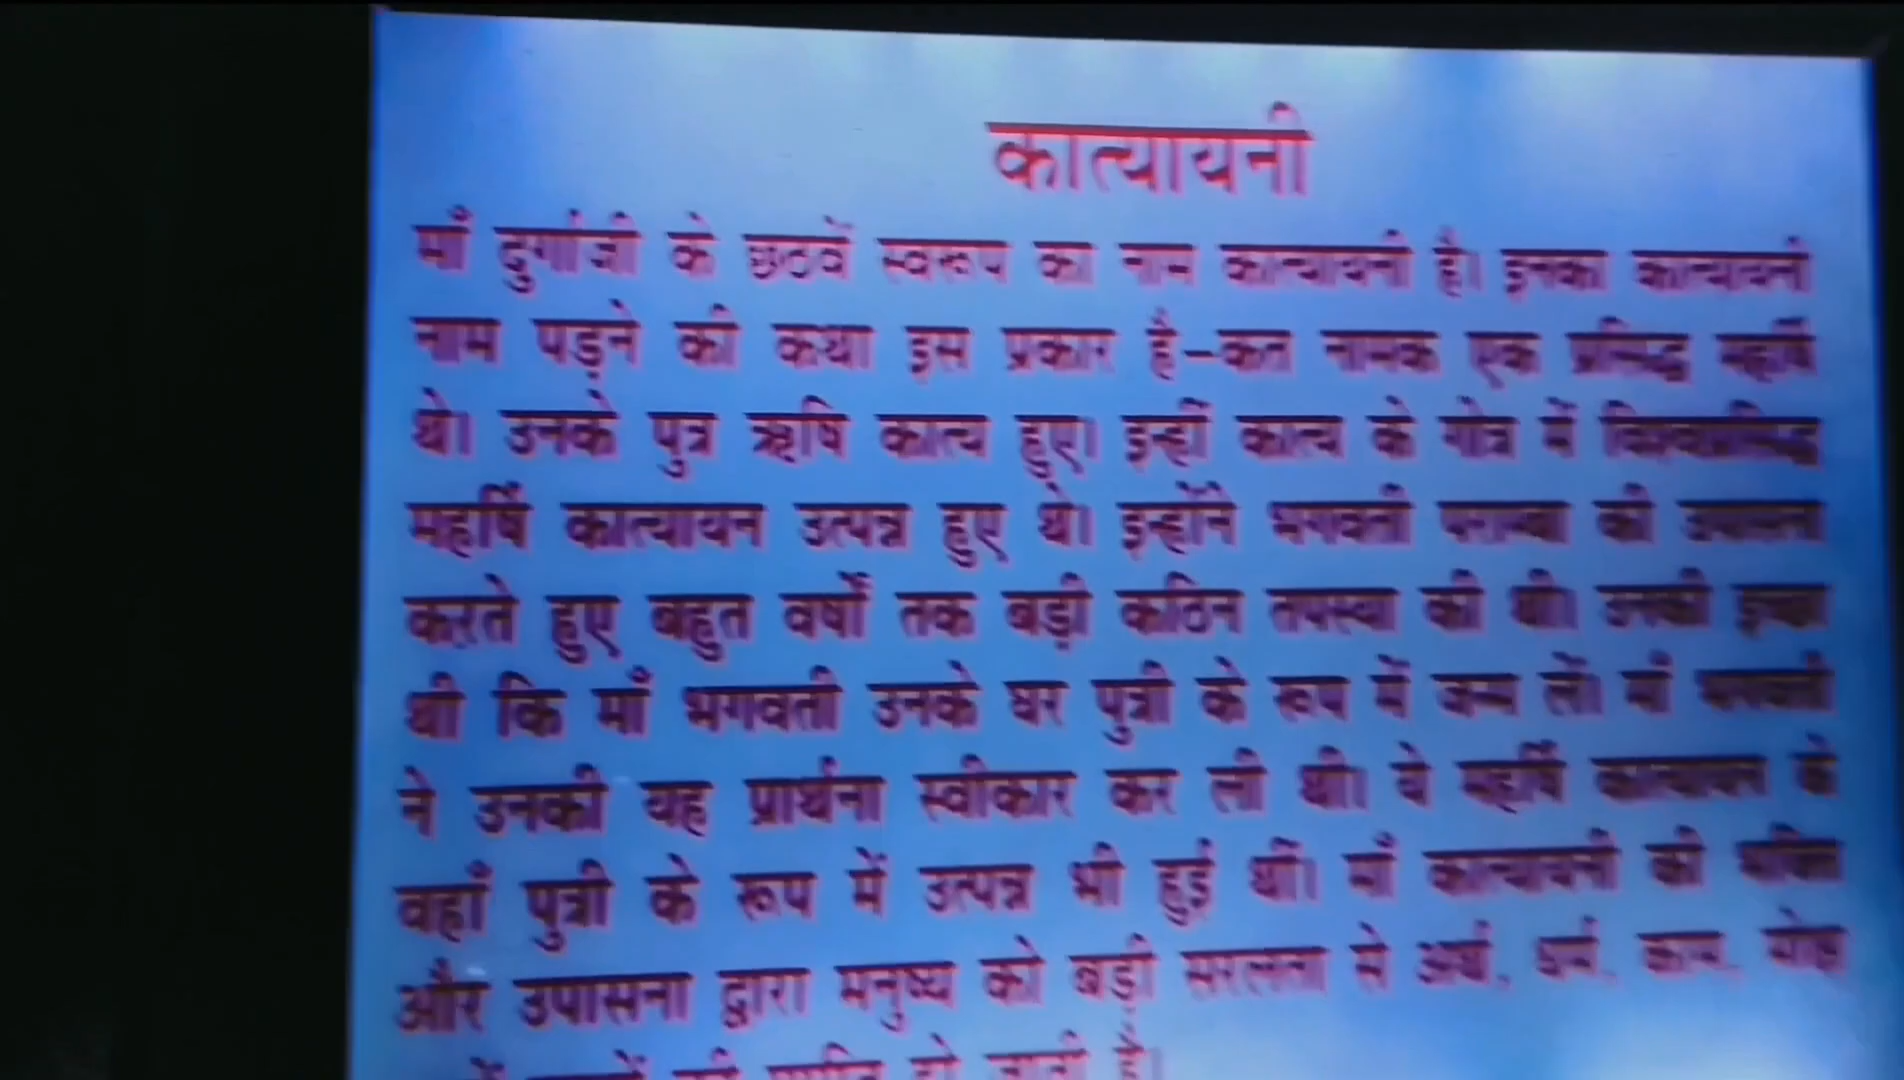 कात्यायनी
माँ दुर्गाजी के छठवें स्वरूप का नाम कात्यायनी है। इनका कात्यायनी
नाम पड़ने की कथा इस प्रकार है–कत नामक एक प्रसिद्ध महर्षि
थे। उनके पुत्र ऋषि कात्य हुए। इन्हीं कात्य के गोत्र में विश्वप्रसिद्ध
महर्षि कात्यायन उत्पन्न हुए थे। इन्होंने भगवती पराम्बा की उपासना
करते हुए बहुत वर्षों तक बड़ी कठिन तपस्या की थी। उनकी इच्छा
थी कि माँ भगवती उनके घर पुत्री के रूप में जन्म लें। माँ भगवती
ने उनकी यह प्रार्थना स्वीकार कर ली थी। ये महर्षि कात्यायन के
वहाँ पुत्री के रूप में उत्पन्न भी हुई थीं। माँ कात्यायनी की भक्ति
और उपासना द्वारा मनुष्य को बड़ी सरलता से अर्थ, धर्म, काम, मोक्ष